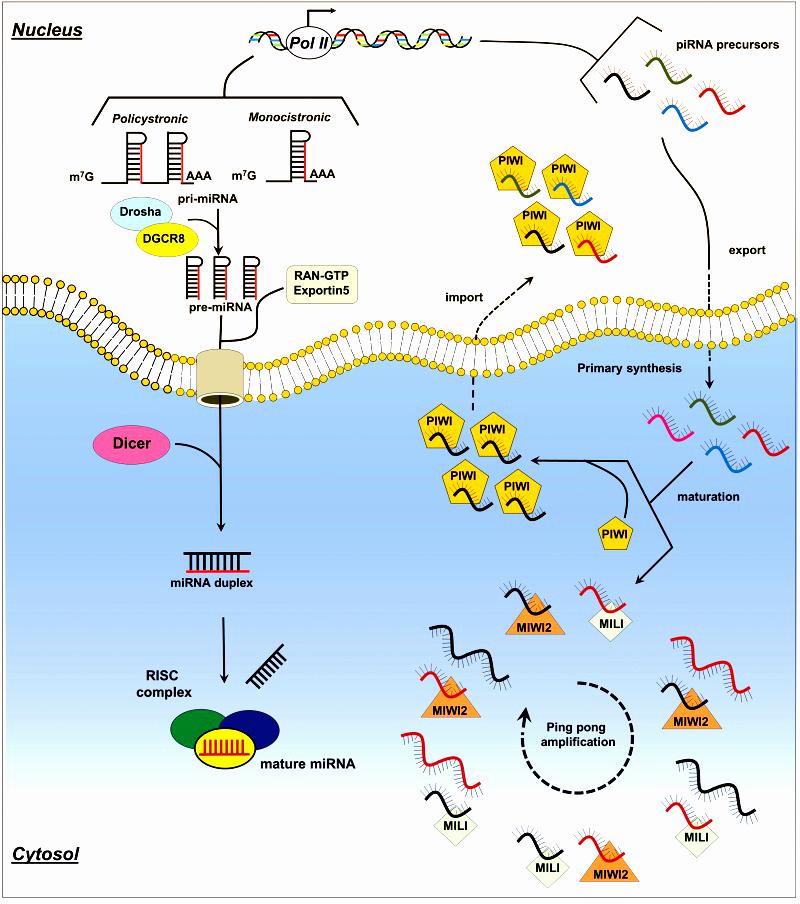 Nucleus
Pol II
piRNA precursors
Policystronic
Monocistronic
m⁷G
AAA
m⁷G
AAA
pri-miRNA
Drosha
DGCR8
pre-miRNA
RAN-GTP
Exportin5
PIWI
PIWI
PIWI
PIWI
export
import
Primary synthesis
Dicer
PIWI
PIWI
PIWI
PIWI
maturation
PIWI
miRNA duplex
MIWI2
MILI
RISC
complex
mature miRNA
MIWI2
MIWI2
Ping pong
amplification
MILI
MILI
MILI
MIWI2
Cytosol